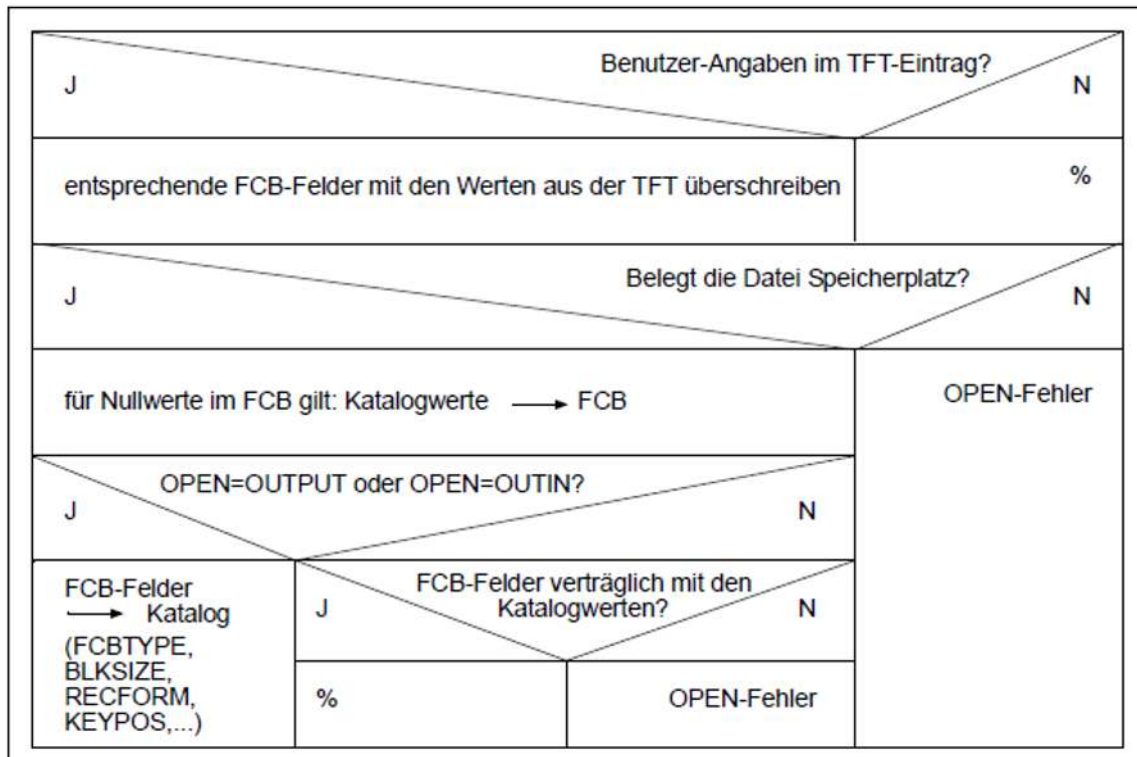 Benutzer-Angaben im TFT-Eintrag?
J
N
entsprechende FCB-Felder mit den Werten aus der TFT überschreiben
%
Belegt die Datei Speicherplatz?
J
N
für Nullwerte im FCB gilt: Katalogwerte → FCB
OPEN-Fehler
OPEN=OUTPUT oder OPEN=OUTIN?
J
N
FCB-Felder
→ Katalog
(FCBTYPE,
BLKSIZE,
RECFORM,
KEYPOS,...)
FCB-Felder verträglich mit den
Katalogwerten?
J
N
%
OPEN-Fehler